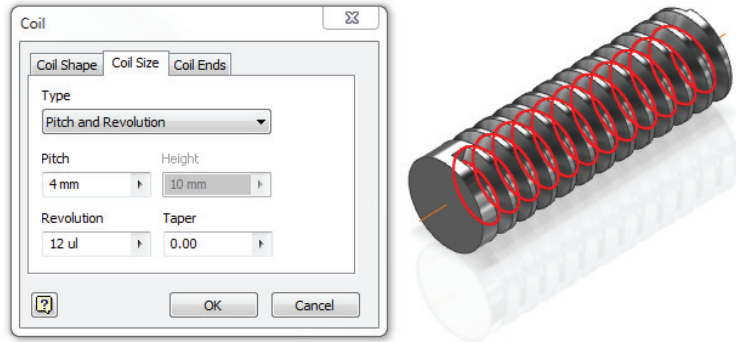 Coil
Coil Shape Coil Size Coil Ends
Type
Pitch and Revolution
Pitch Height
4 mm 10 mm
Revolution Taper
12 ul 0.00
? OK Cancel